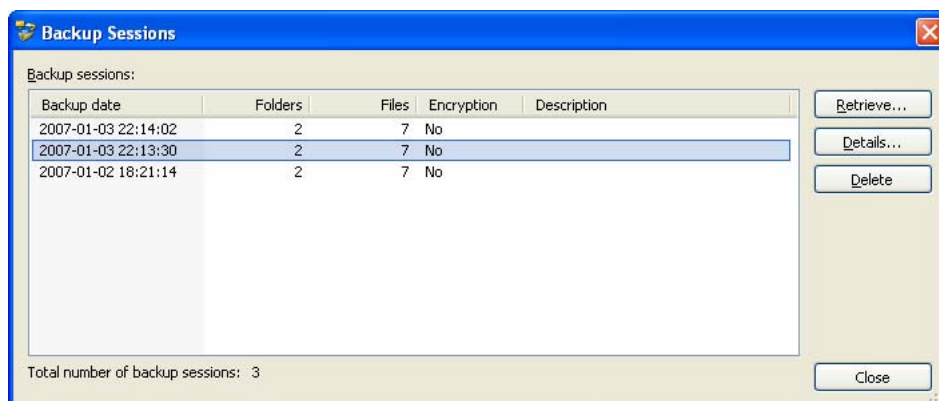 Backup Sessions
Backup sessions:
Backup date Folders Files Encryption Description
2007-01-03 22:14:02 2 7 No
2007-01-03 22:13:30 2 7 No
2007-01-02 18:21:14 2 7 No
Retrieve...
Details...
Delete
Total number of backup sessions: 3
Close